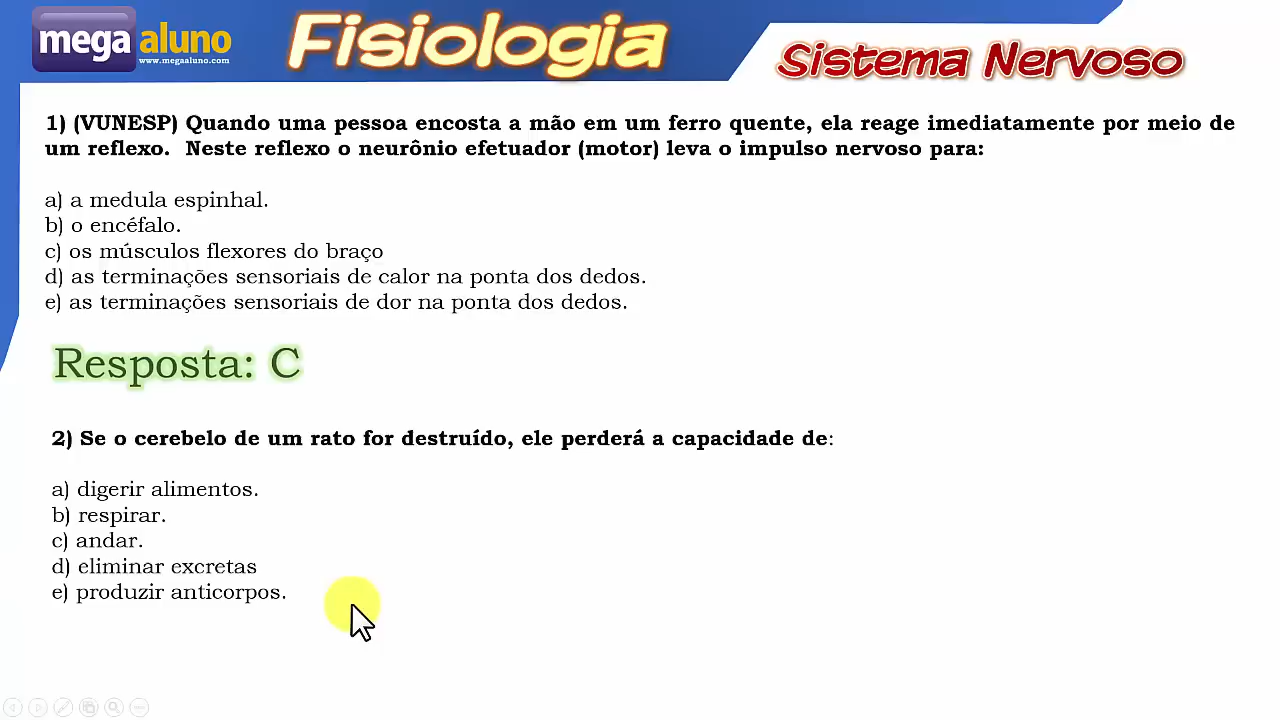 mega aluno
www.megaaluno.com
Fisiologia
Sistema Nervoso
1) (VUNESP) Quando uma pessoa encosta a mão em um ferro quente, ela reage imediatamente por meio de
um reflexo. Neste reflexo o neurônio efetuador (motor) leva o impulso nervoso para:
a) a medula espinhal.
b) o encéfalo.
c) os músculos flexores do braço
d) as terminações sensoriais de calor na ponta dos dedos.
e) as terminações sensoriais de dor na ponta dos dedos.
Resposta: C
2) Se o cerebelo de um rato for destruído, ele perderá a capacidade de:
a) digerir alimentos.
b) respirar.
c) andar.
d) eliminar excretas
e) produzir anticorpos.